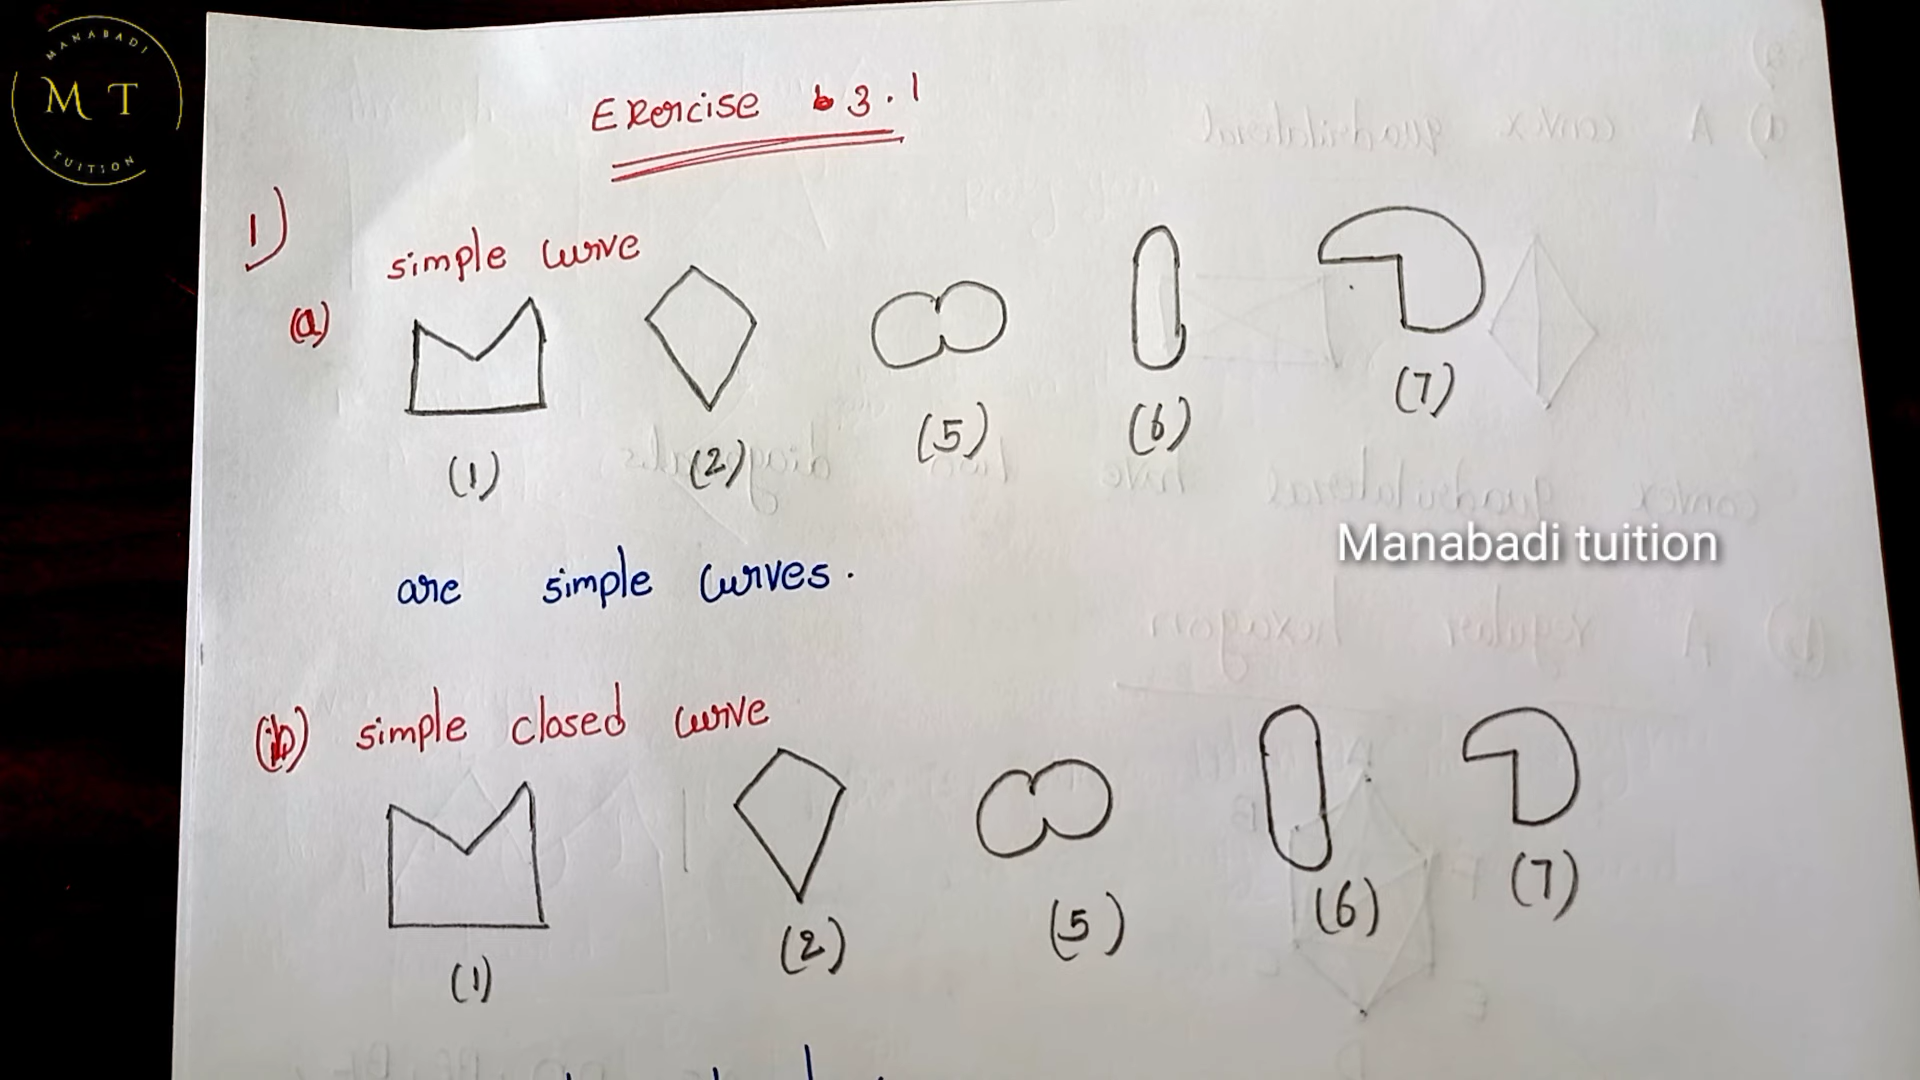 MANABADI
MT
TUITION
Exercise 3.1
1)
simple curve
(a)
(1) (2) (5) (6) (7)
Manabadi tuition
are simple curves.
(b) simple closed curve
(1) (2) (5) (6) (7)